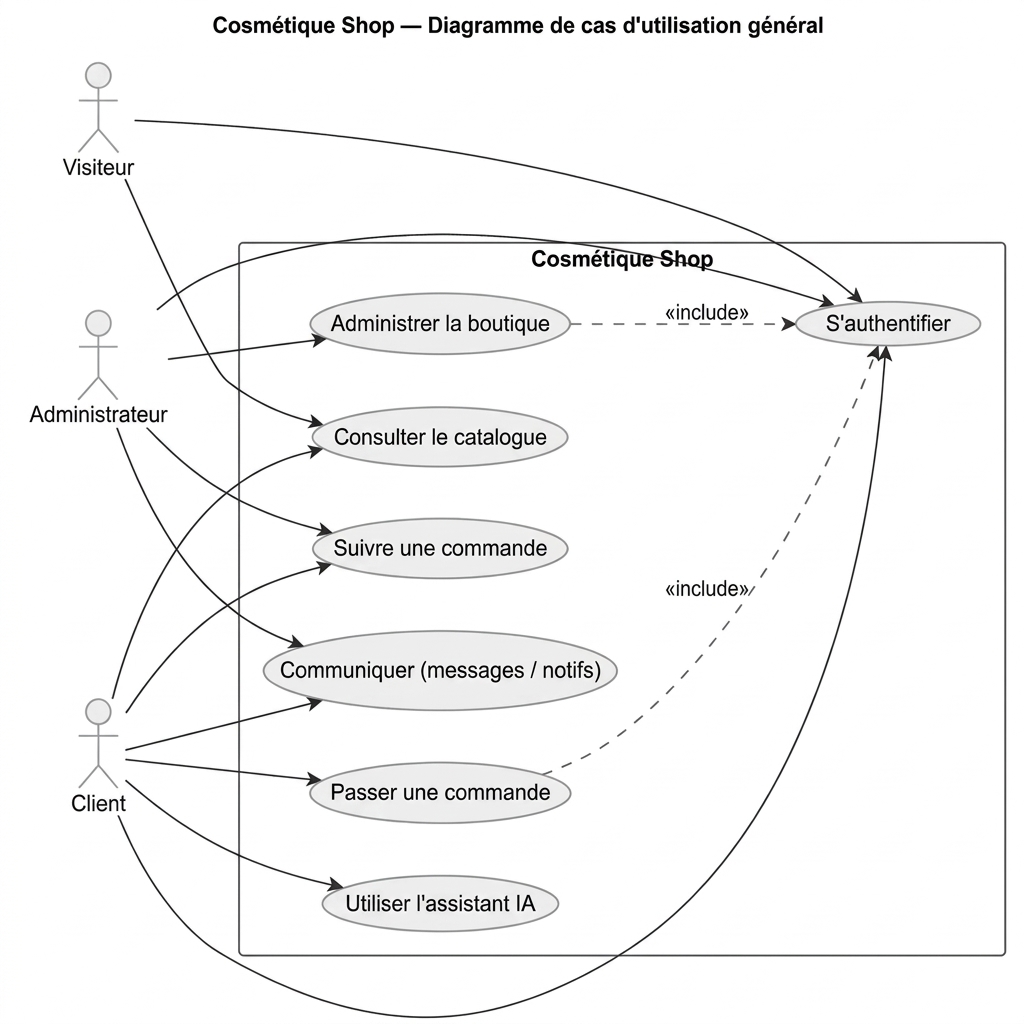 Cosmétique Shop — Diagramme de cas d'utilisation général
Visiteur
Cosmétique Shop
Administrer la boutique
«include»
S'authentifier
Administrateur
Consulter le catalogue
Suivre une commande
«include»
Communiquer (messages / notifs)
Client
Passer une commande
Utiliser l'assistant IA